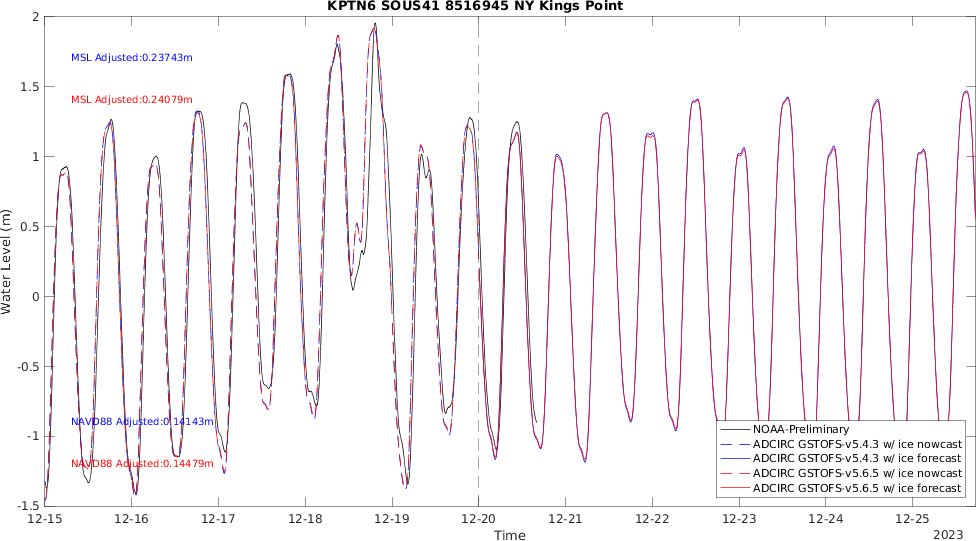 KPTN6 SOUS41 8516945 NY Kings Point
Water Level (m)
2
1.5
1
0.5
0
-0.5
-1
-1.5
MSL Adjusted:0.23743m
MSL Adjusted:0.24079m
NAVD88 Adjusted:0.14143m
NAVD88 Adjusted:0.14479m
NOAA-Preliminary
ADCIRC GSTOFS-v5.4.3 w/ ice nowcast
ADCIRC GSTOFS-v5.4.3 w/ ice forecast
ADCIRC GSTOFS-v5.6.5 w/ ice nowcast
ADCIRC GSTOFS-v5.6.5 w/ ice forecast
12-15 12-16 12-17 12-18 12-19 12-20 12-21 12-22 12-23 12-24 12-25
Time
2023